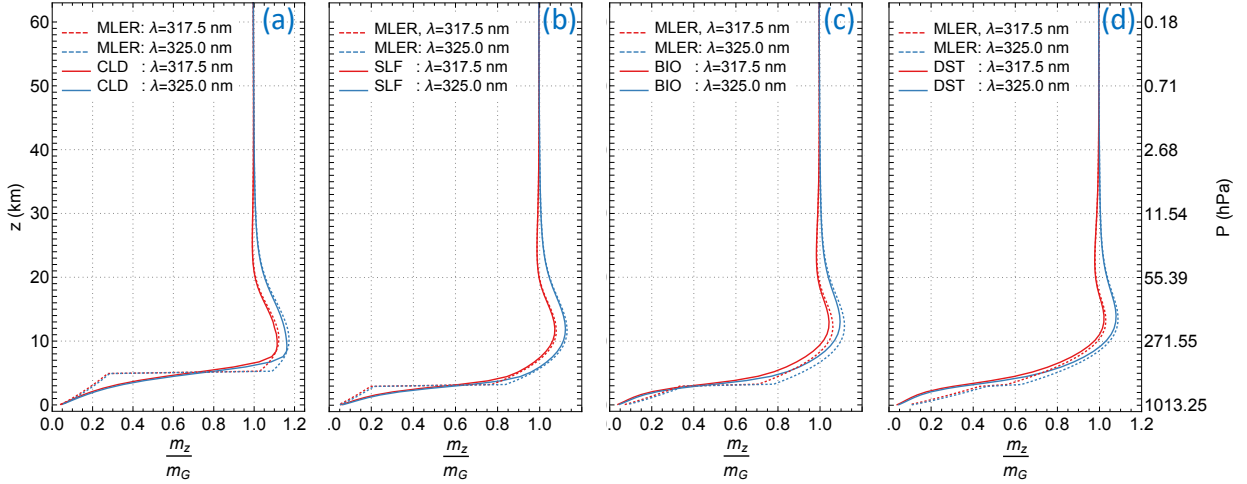 (a)
MLER: λ=317.5 nm
MLER: λ=325.0 nm
CLD : λ=317.5 nm
CLD : λ=325.0 nm
(b)
MLER, λ=317.5 nm
MLER: λ=325.0 nm
SLF : λ=317.5 nm
SLF : λ=325.0 nm
(c)
MLER, λ=317.5 nm
MLER: λ=325.0 nm
BIO : λ=317.5 nm
BIO : λ=325.0 nm
(d)
MLER: λ=317.5 nm
MLER: λ=325.0 nm
DST : λ=317.5 nm
DST : λ=325.0 nm
60
50
40
30
20
10
0
z (km)
0.18
0.71
2.68
11.54
55.39
271.55
1013.25
P (hPa)
0.0 0.2 0.4 0.6 0.8 1.0 1.2
0.0 0.2 0.4 0.6 0.8 1.0
0.0 0.2 0.4 0.6 0.8 1.0
0.0 0.2 0.4 0.6 0.8 1.0 1.2
m_z
m_G
m_z
m_G
m_z
m_G
m_z
m_G